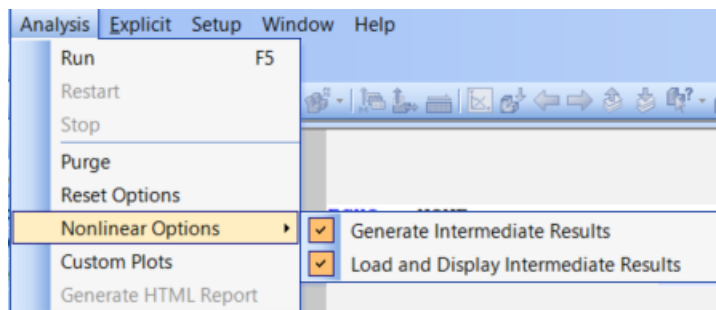 Analysis Explicit Setup Window Help
Run F5
Restart
Stop
Purge
Reset Options
Nonlinear Options
Generate Intermediate Results
Custom Plots
Load and Display Intermediate Results
Generate HTML Report